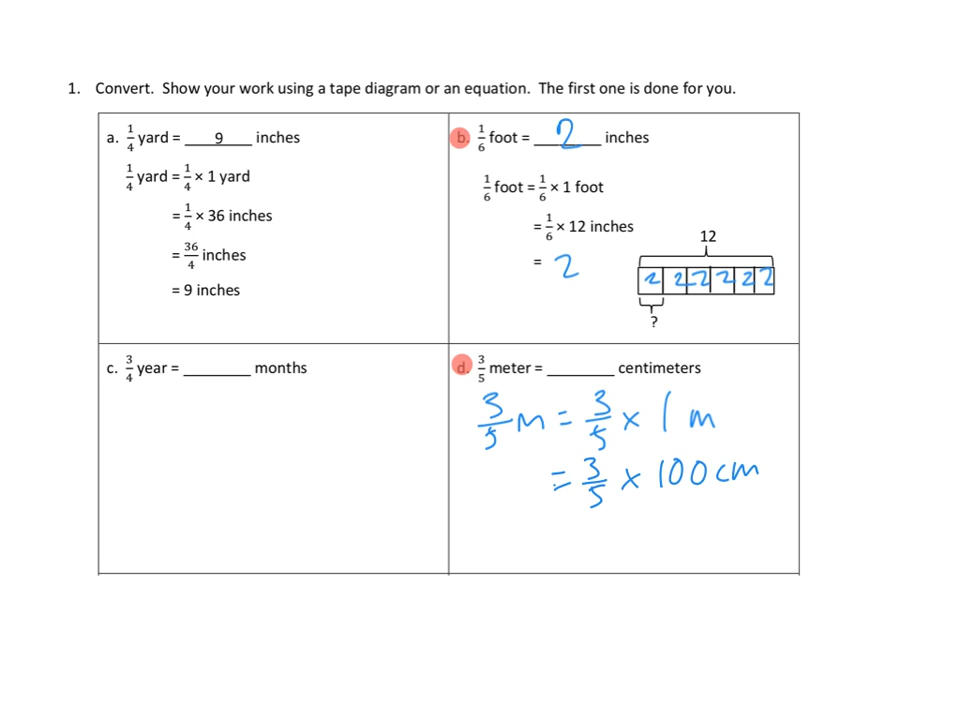 1. Convert. Show your work using a tape diagram or an equation. The first one is done for you.
a. 1/4 yard = 9 inches
1/4 yard = 1/4 × 1 yard
= 1/4 × 36 inches
= 36/4 inches
= 9 inches
b. 1/6 foot = 2 inches
1/6 foot = 1/6 × 1 foot
= 1/6 × 12 inches
= 2
12
2 2 2 2 2 2
?
c. 3/4 year = ________ months
d. 3/5 meter = ________ centimeters
3/5 m = 3/5 × 1 m
= 3/5 × 100 cm